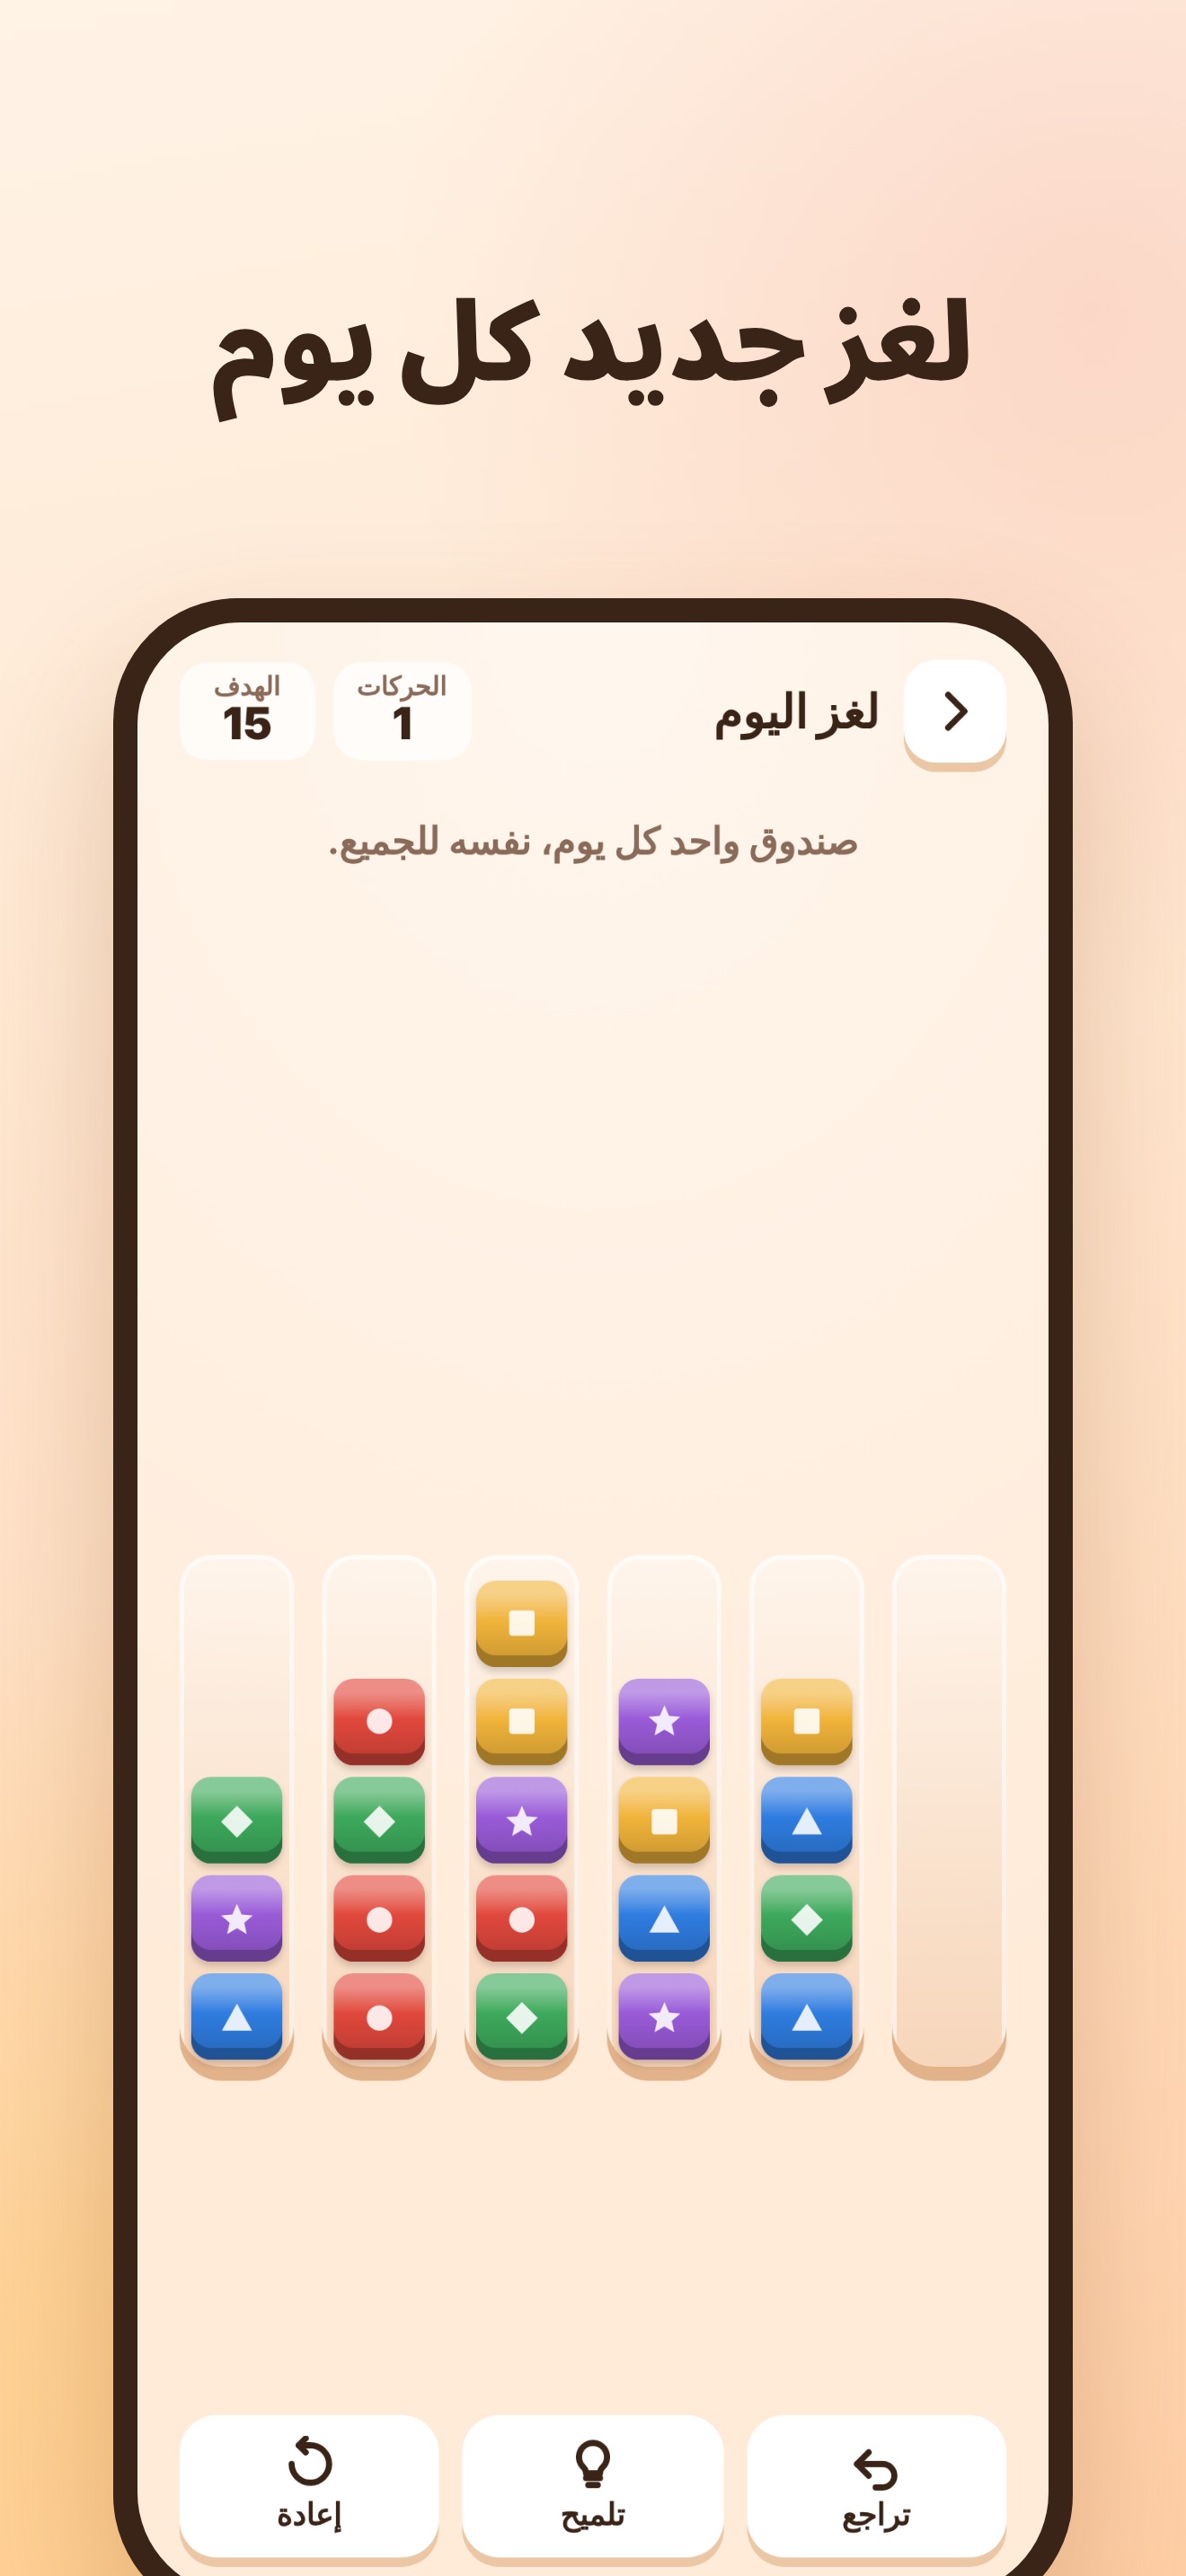 لغز جديد كل يوم
لغز اليوم
الحركات
1
الهدف
15
صندوق واحد كل يوم، نفسه للجميع.
تراجع
تلميح
إعادة